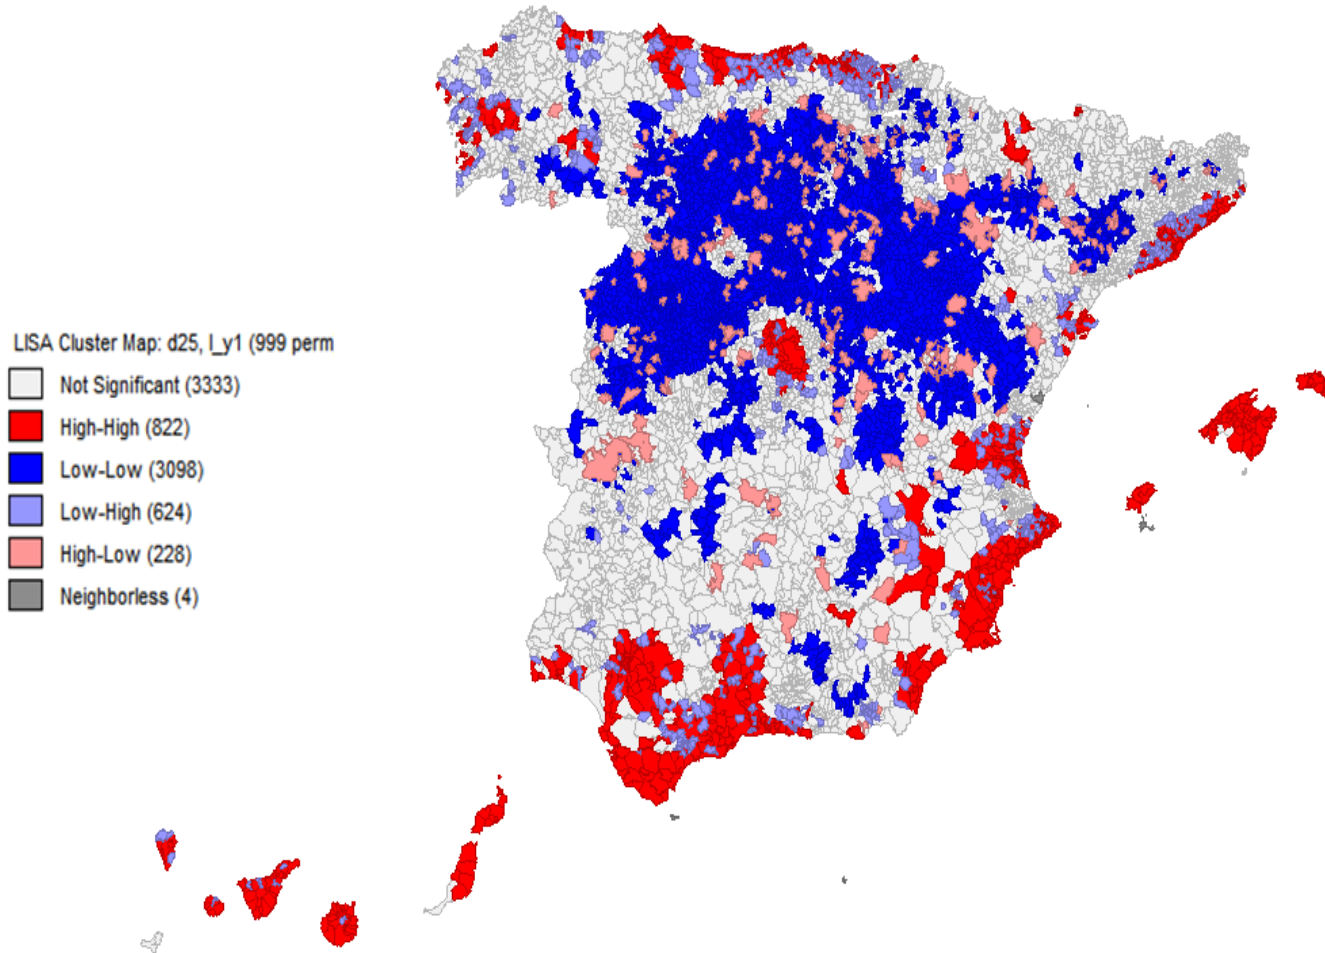 LISA Cluster Map: d25, I_y1 (999 perm
Not Significant (3333)
High-High (822)
Low-Low (3098)
Low-High (624)
High-Low (228)
Neighborless (4)